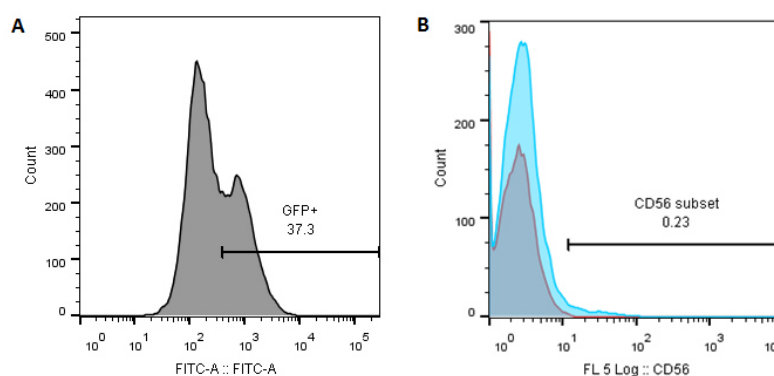 A
500
400
300
200
100
0
Count
GFP+
37.3
10^0 10^1 10^2 10^3 10^4 10^5
FITC-A :: FITC-A
B
300
200
100
0
Count
CD56 subset
0.23
10^0 10^1 10^2 10^3
FL 5 Log :: CD56